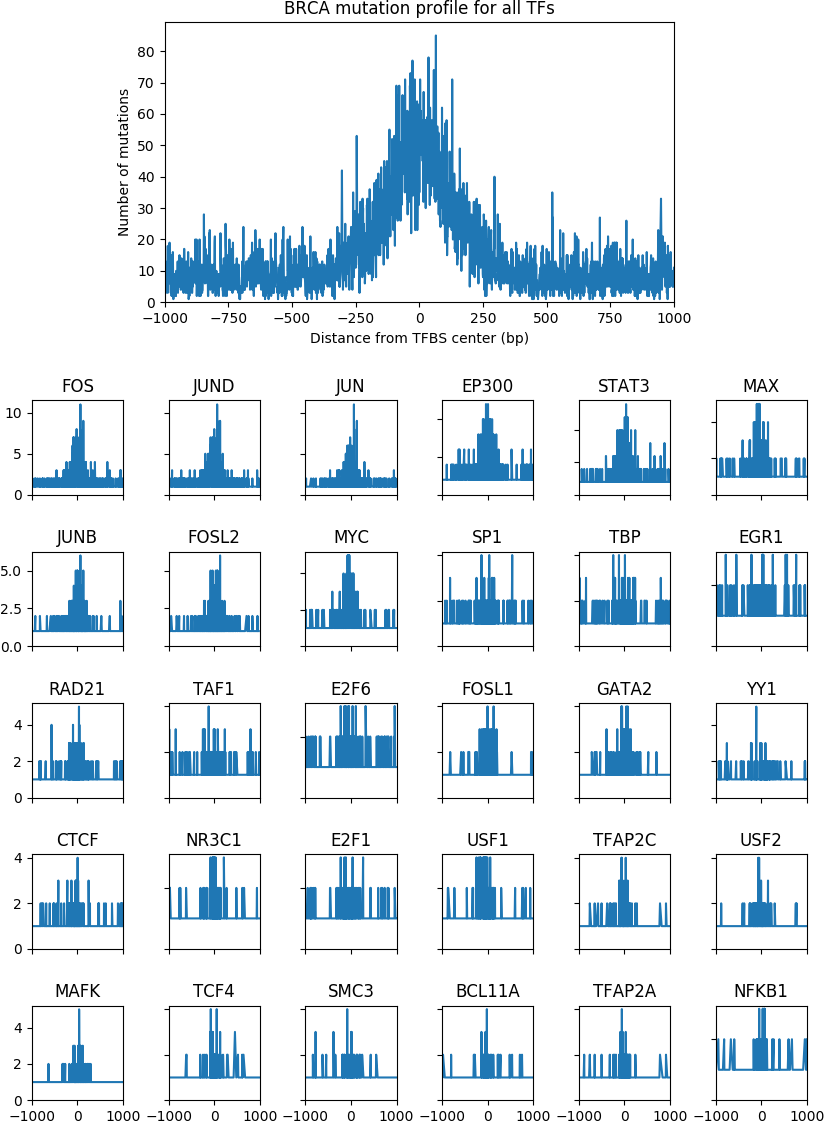 BRCA mutation profile for all TFs
80
70
60
50
40
30
20
10
0
Number of mutations
−1000 −750 −500 −250 0 250 500 750 1000
Distance from TFBS center (bp)
FOS JUND JUN EP300 STAT3 MAX
10
5
0
JUNB FOSL2 MYC SP1 TBP EGR1
5.0
2.5
0.0
RAD21 TAF1 E2F6 FOSL1 GATA2 YY1
4
2
0
CTCF NR3C1 E2F1 USF1 TFAP2C USF2
4
2
0
MAFK TCF4 SMC3 BCL11A TFAP2A NFKB1
4
2
0
−1000 0 1000 −1000 0 1000 −1000 0 1000 −1000 0 1000 −1000 0 1000 −1000 0 1000